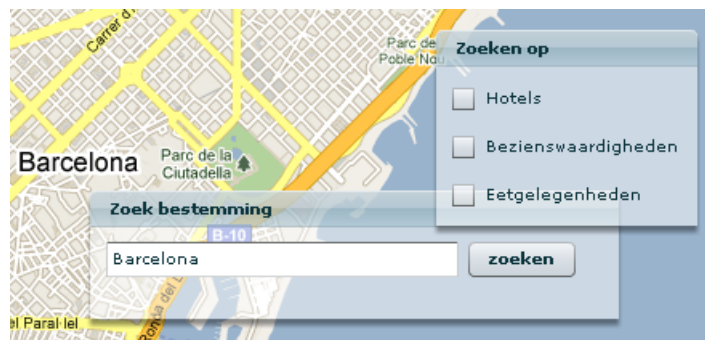 Carrer d
Parc de
Poble Nou
Zoeken op
Hotels
Bezienswaardigheden
Eetgelegenheden
Barcelona
Parc de la
Ciutadella
Zoek bestemming
B-10
Barcelona
zoeken
el Paral·lel
Ronda del L